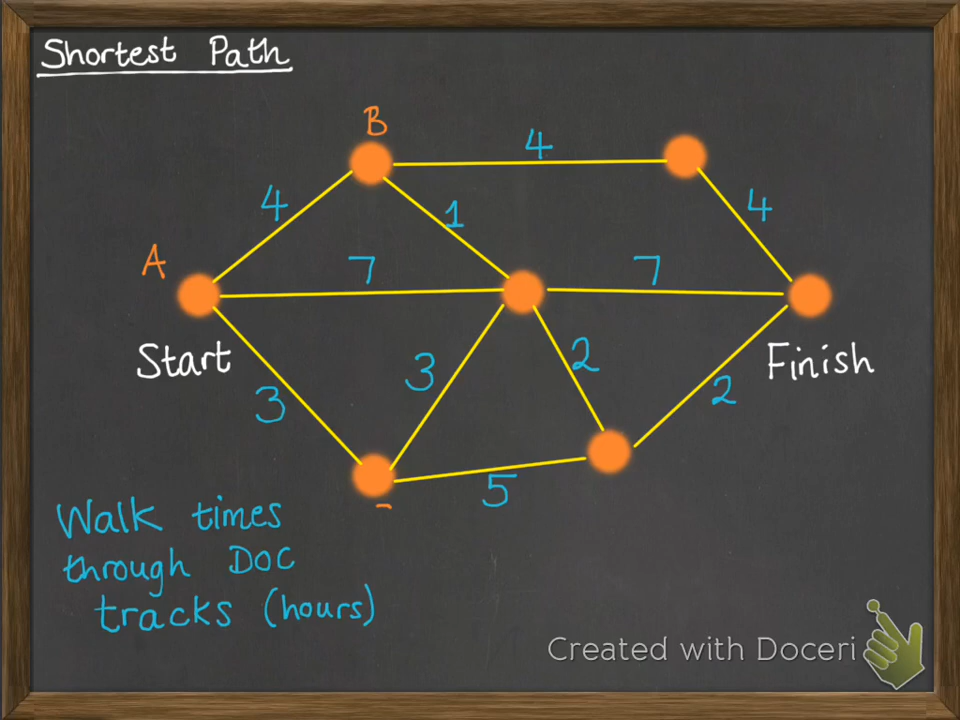 Shortest Path
B
4
4
4
1
A
7
7
Start
3
3
2
Finish
2
5
Walk times
through DOC
tracks (hours)
Created with Doceri